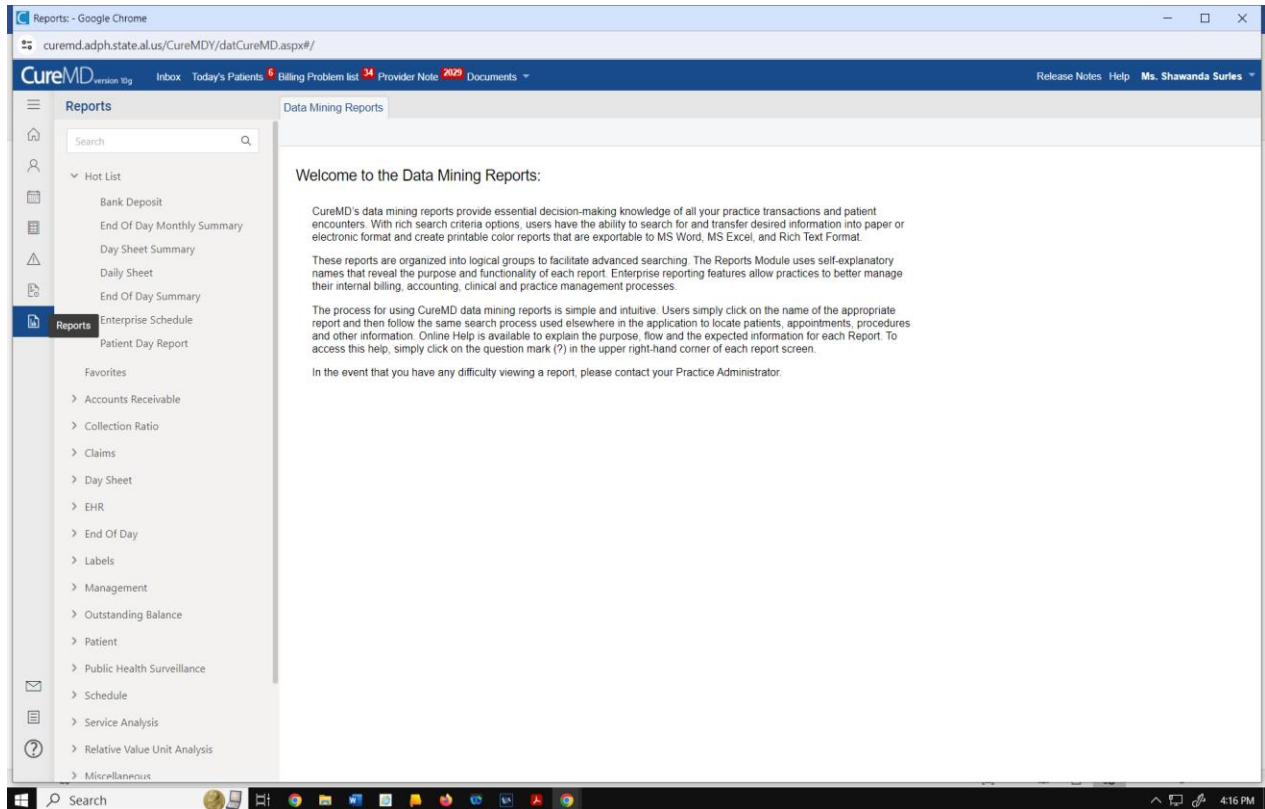 Reports: - Google Chrome
curemd.adph.state.al.us/CureMDY/datCureMD.aspx#/
CureMD version 10g Inbox Today's Patients 6 Billing Problem list 34 Provider Note 2029 Documents Release Notes Help Ms. Shawanda Surles
Reports
Data Mining Reports
Search
Hot List
Bank Deposit
End Of Day Monthly Summary
Day Sheet Summary
Daily Sheet
End Of Day Summary
Enterprise Schedule
Reports
Patient Day Report
Favorites
Accounts Receivable
Collection Ratio
Claims
Day Sheet
EHR
End Of Day
Labels
Management
Outstanding Balance
Patient
Public Health Surveillance
Schedule
Service Analysis
Relative Value Unit Analysis
Miscellaneous
Welcome to the Data Mining Reports:
CureMD's data mining reports provide essential decision-making knowledge of all your practice transactions and patient
encounters. With rich search criteria options, users have the ability to search for and transfer desired information into paper or
electronic format and create printable color reports that are exportable to MS Word, MS Excel, and Rich Text Format.
These reports are organized into logical groups to facilitate advanced searching. The Reports Module uses self-explanatory
names that reveal the purpose and functionality of each report. Enterprise reporting features allow practices to better manage
their internal billing, accounting, clinical and practice management processes.
The process for using CureMD data mining reports is simple and intuitive. Users simply click on the name of the appropriate
report and then follow the same search process used elsewhere in the application to locate patients, appointments, procedures
and other information. Online Help is available to explain the purpose, flow and the expected information for each Report. To
access this help, simply click on the question mark (?) in the upper right-hand corner of each report screen.
In the event that you have any difficulty viewing a report, please contact your Practice Administrator.
Search
4:16 PM